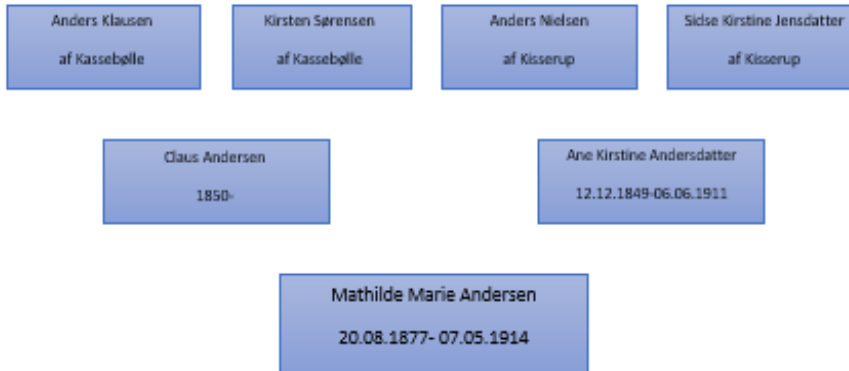 Anders Klausen
af Kassebølle
Kirsten Sørensen
af Kassebølle
Anders Nielsen
af Kisserup
Sidse Kirstine Jensdatter
af Kisserup
Claus Andersen
1850-
Ane Kirstine Andersdatter
12.12.1849-06.06.1911
Mathilde Marie Andersen
20.08.1877- 07.05.1914